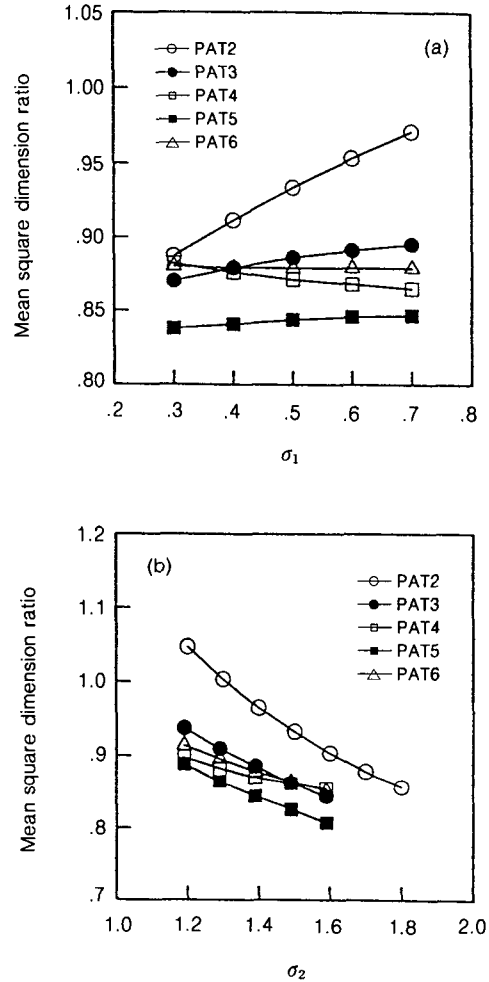 1.05
1.00
.95
.90
.85
.80
Mean square dimension ratio
PAT2
PAT3
PAT4
PAT5
PAT6
(a)
.2 .3 .4 .5 .6 .7 .8
σ1
1.2
1.1
1.0
.9
.8
.7
Mean square dimension ratio
(b)
PAT2
PAT3
PAT4
PAT5
PAT6
1.0 1.2 1.4 1.6 1.8 2.0
σ2